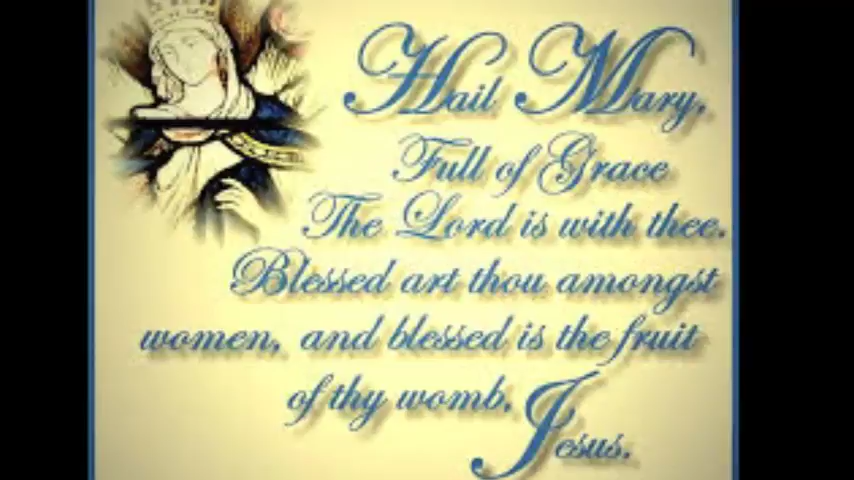 Hail Mary,
Full of Grace
The Lord is with thee.
Blessed art thou amongst
women, and blessed is the fruit
of thy womb, Jesus.